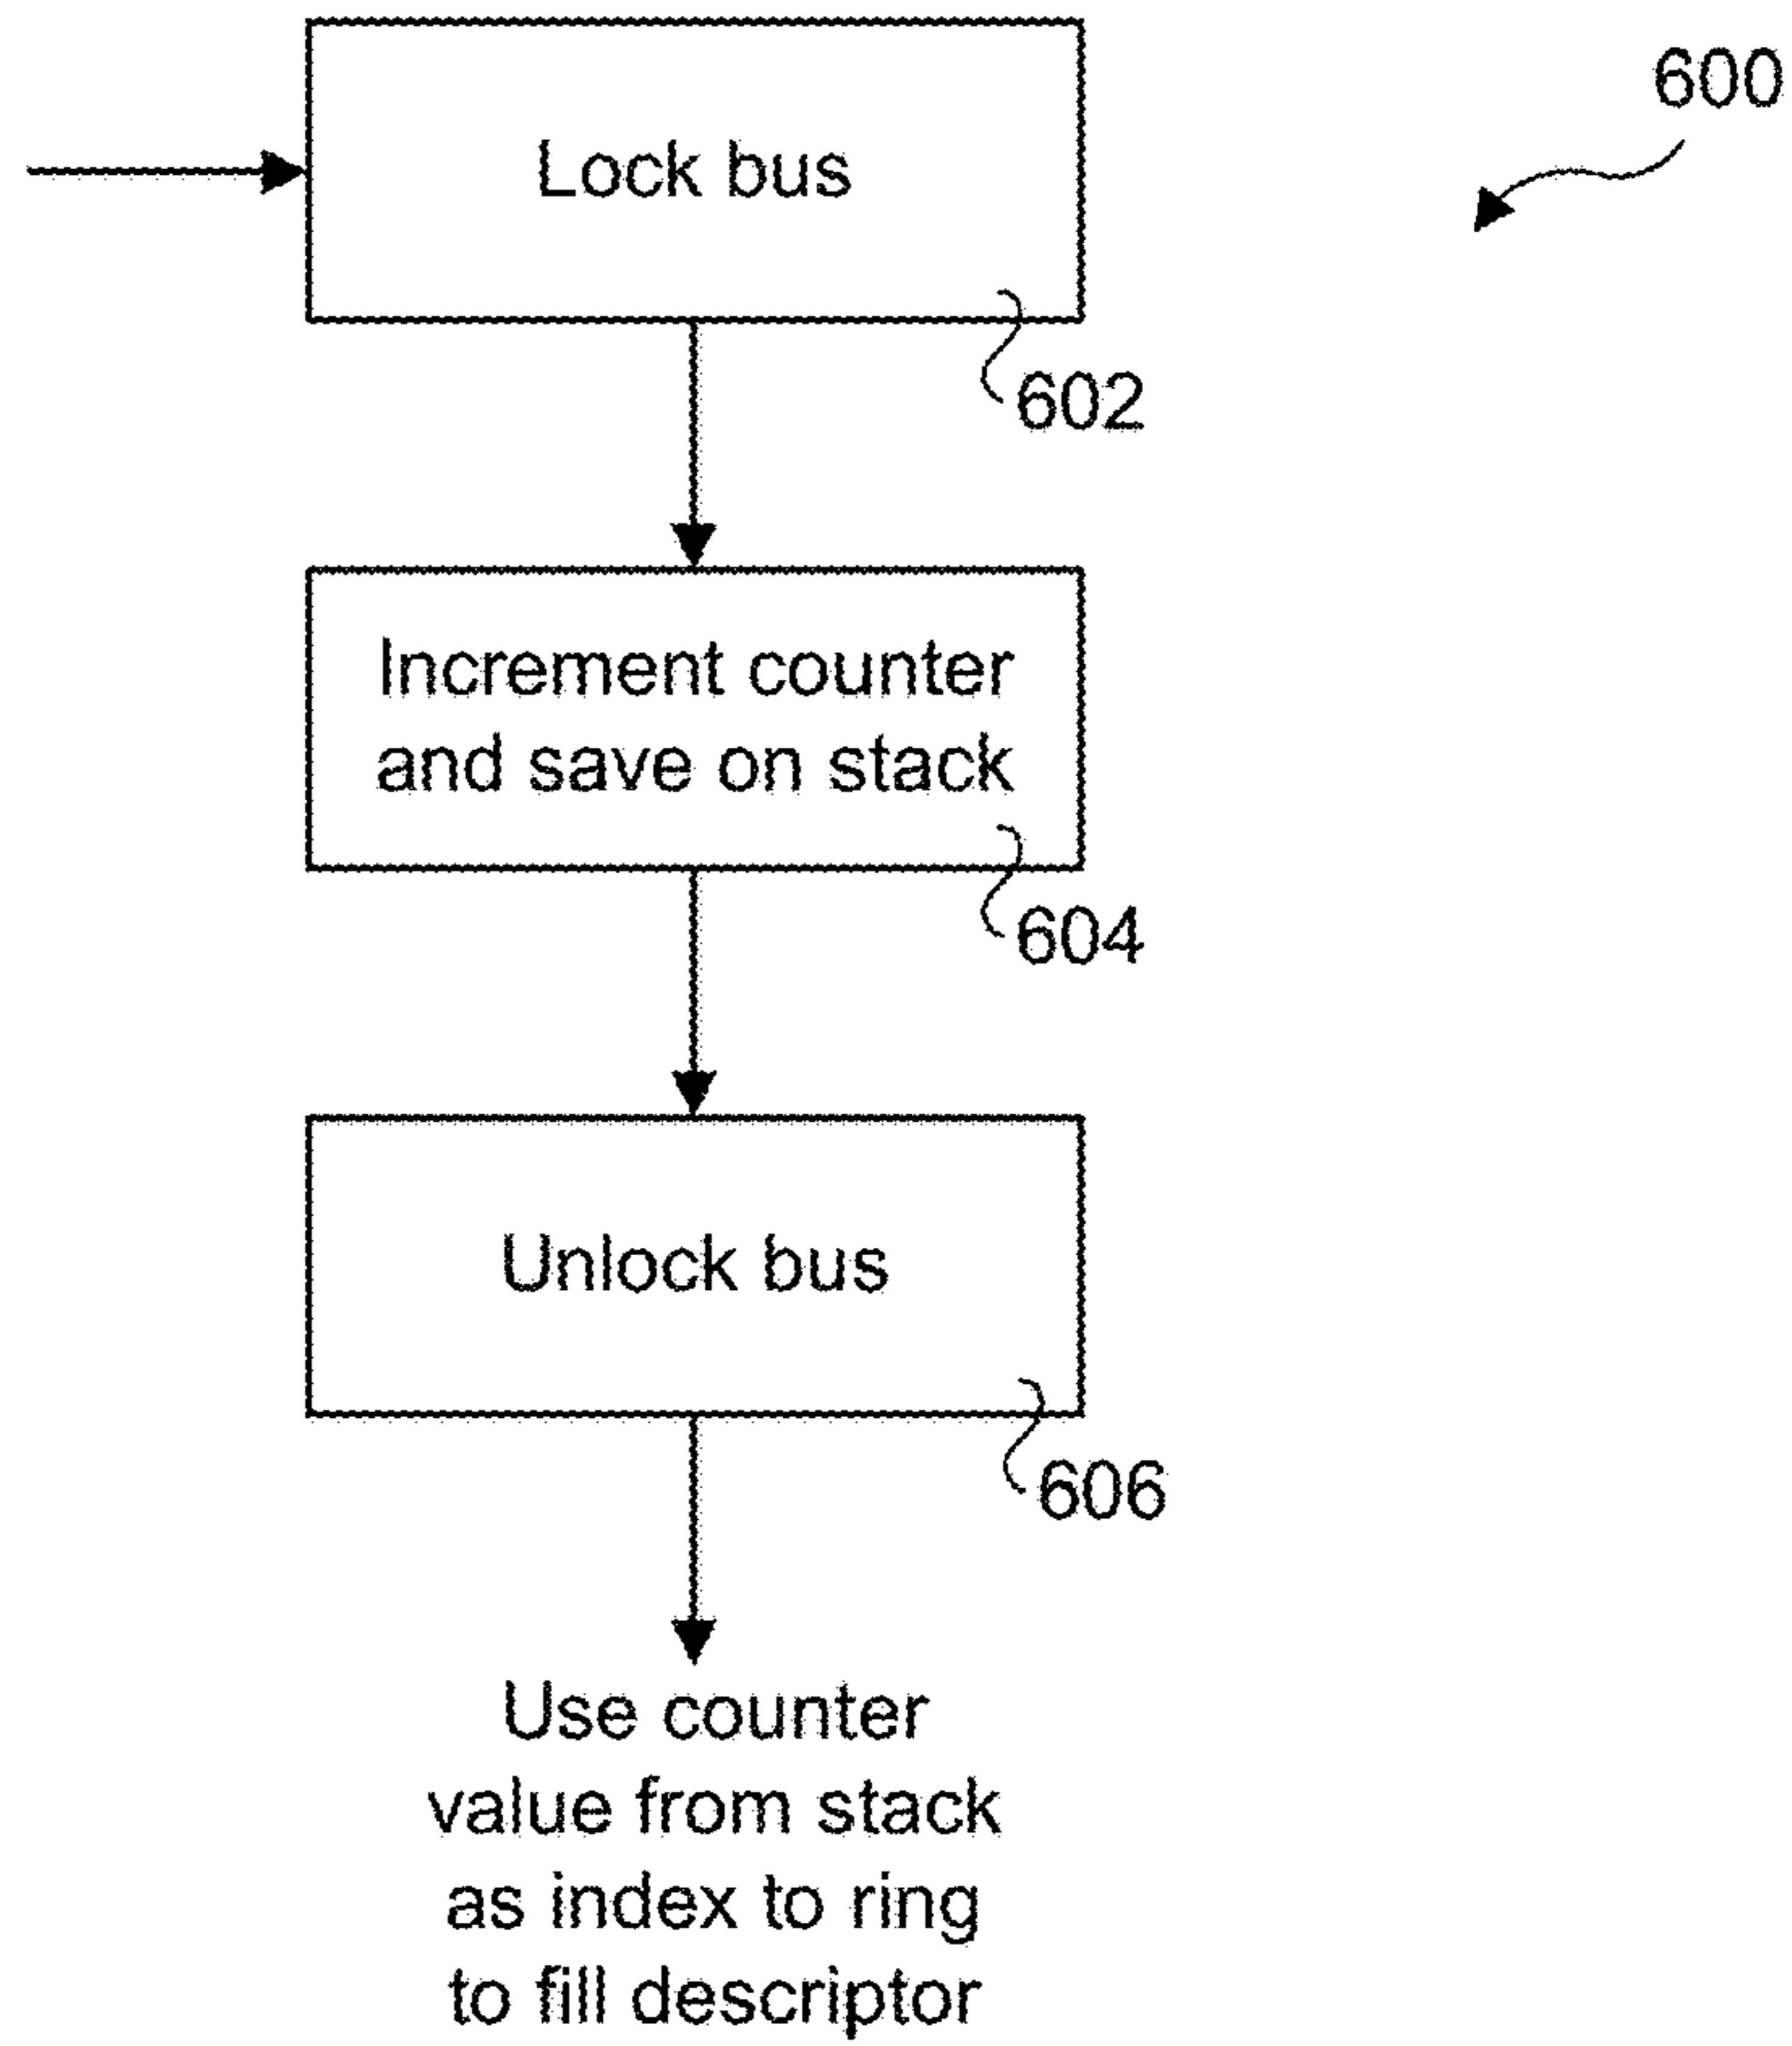 600
Lock bus
602
Increment counter
and save on stack
604
Unlock bus
606
Use counter
value from stack
as index to ring
to fill descriptor